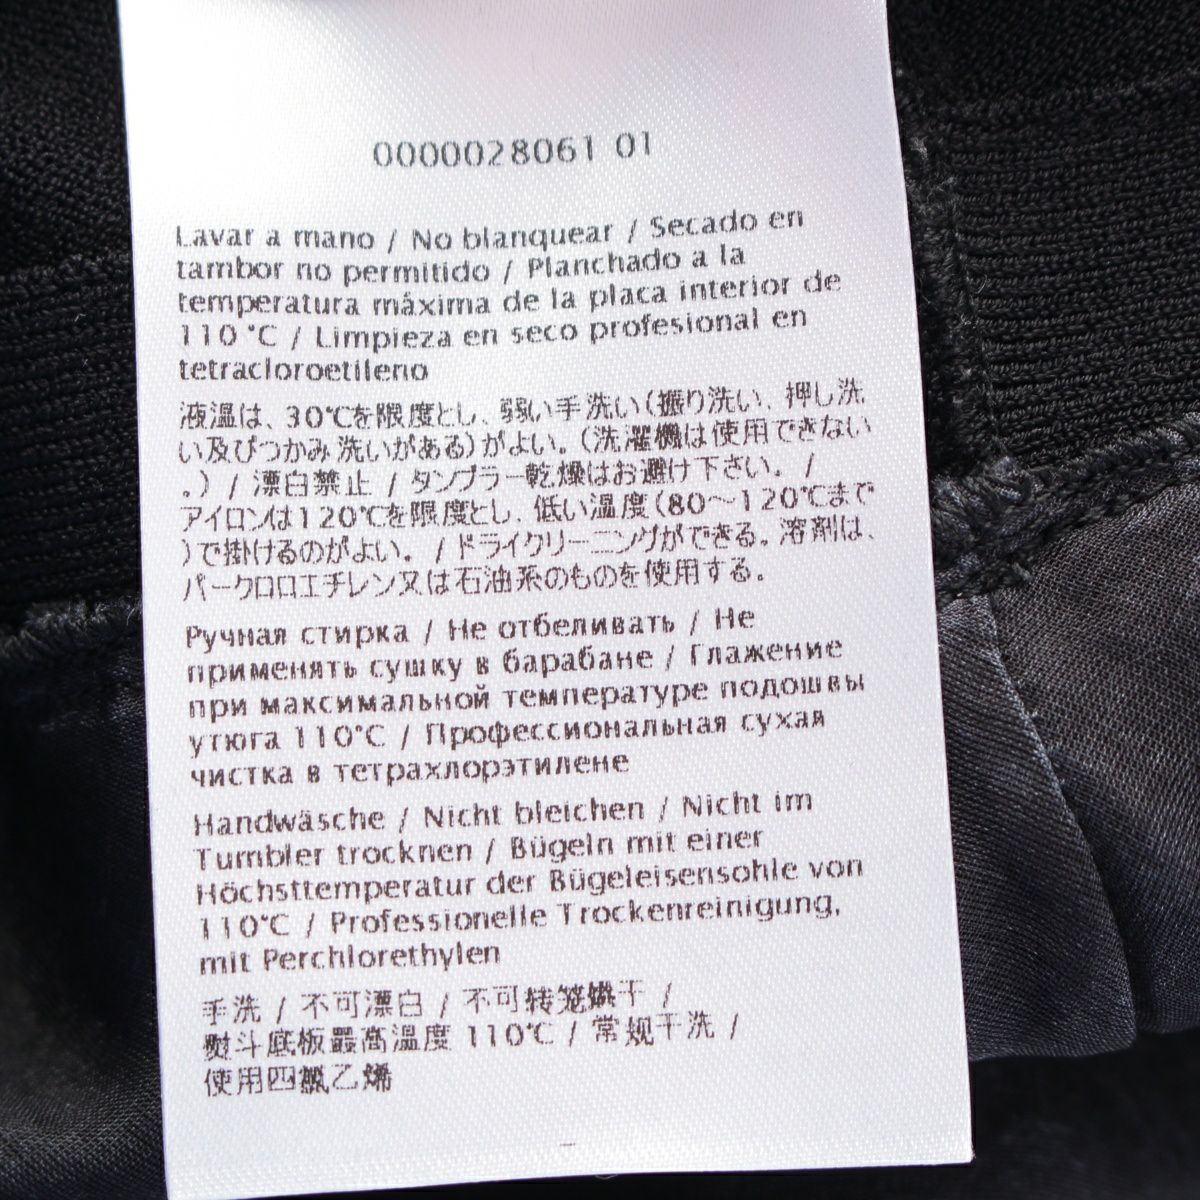 0000028061 01
Lavar a mano / No blanquear / Secado en
tambor no permitido / Planchado a la
temperatura máxima de la placa interior de
110 °C / Limpieza en seco profesional en
tetracloroetileno
液温は、30℃を限度とし、弱い手洗い(振り洗い、押し洗
い及びつかみ洗いがある)がよい。(洗濯機は使用できない
。) / 漂白禁止 / タンブラー乾燥はお避け下さい。 /
アイロンは120℃を限度とし、低い温度(80～120℃まで
)で掛けるのがよい。 / ドライクリーニングができる。溶剤は、
パークロロエチレン又は石油系のものを使用する。
Ручная стирка / Не отбеливать / Не
применять сушку в барабане / Глажение
при максимальной температуре подошвы
утюга 110°C / Профессиональная сухая
чистка в тетрахлорэтилене
Handwäsche / Nicht bleichen / Nicht im
Tumbler trocknen / Bügeln mit einer
Höchsttemperatur der Bügeleisensohle von
110°C / Professionelle Trockenreinigung,
mit Perchlorethylen
手洗 / 不可漂白 / 不可转笼烘干 /
熨斗底板最高温度 110℃ / 常规干洗 /
使用四氯乙烯